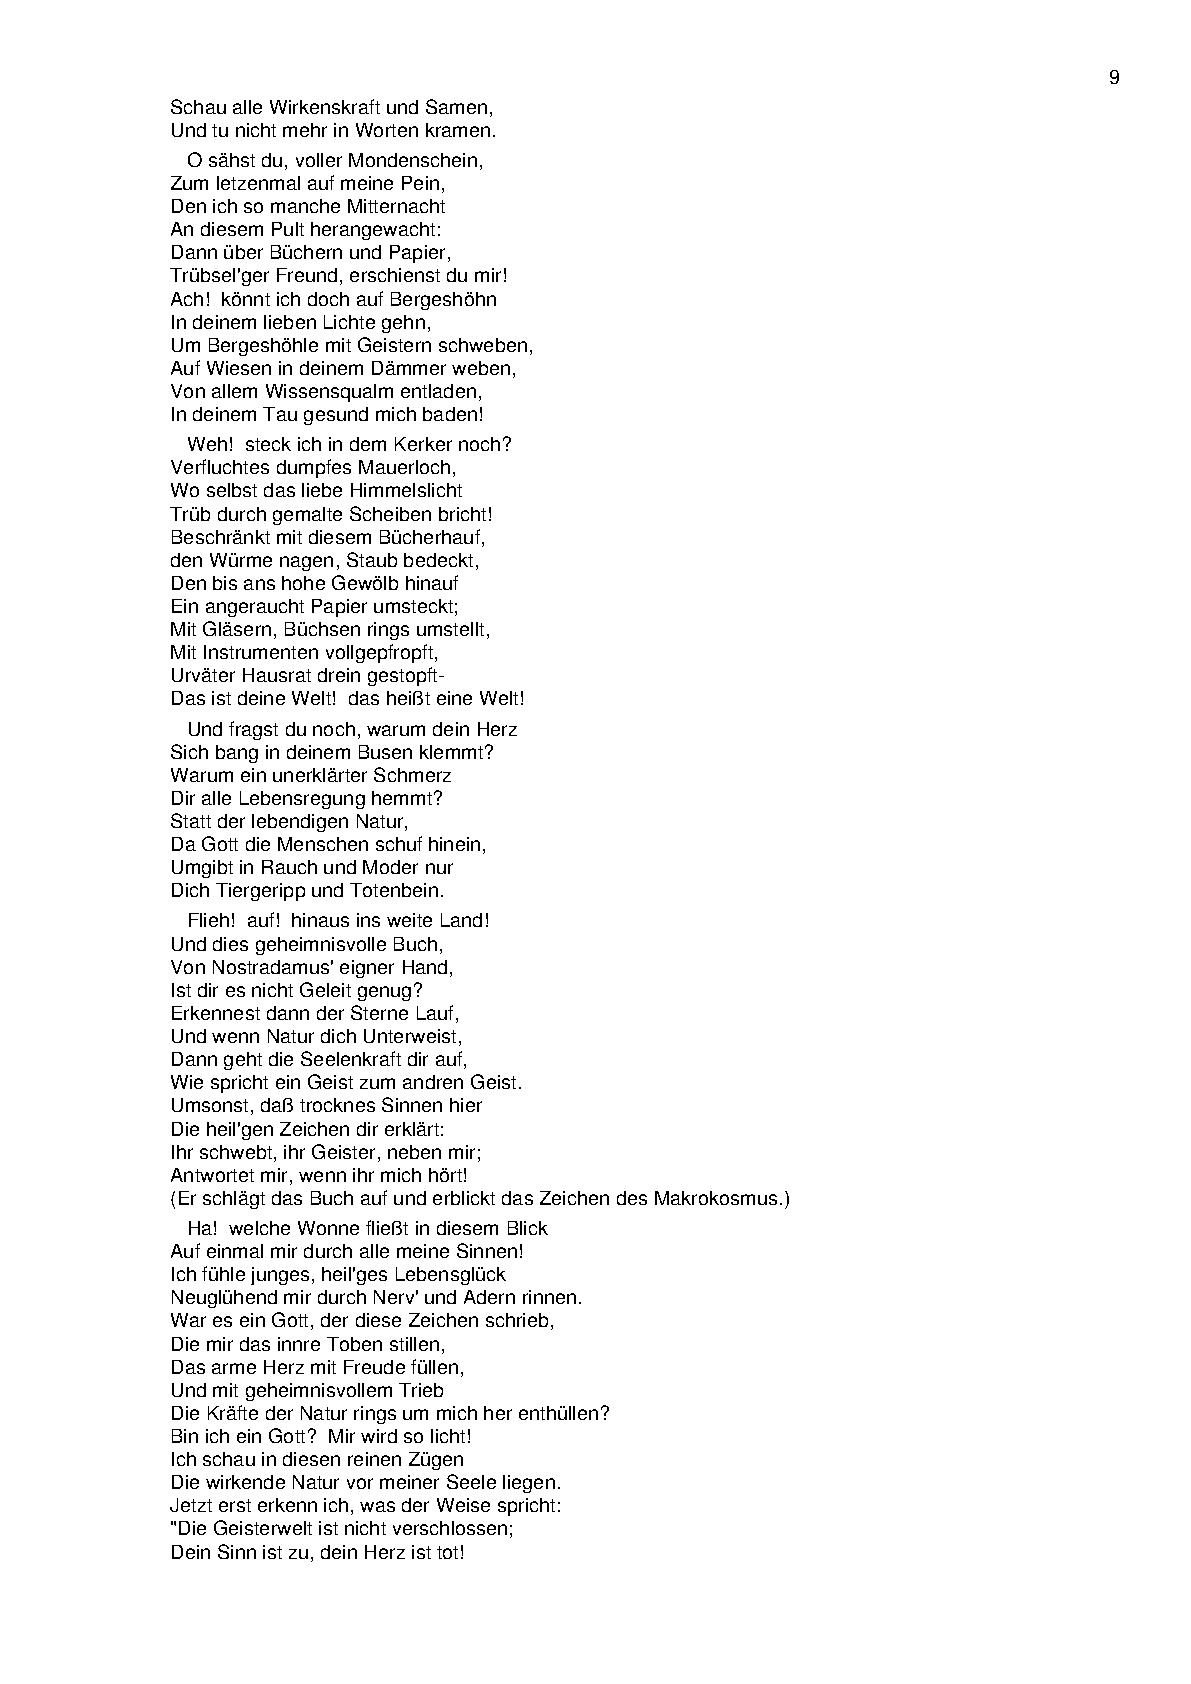 9
Schau alle Wirkenskraft und Samen,
Und tu nicht mehr in Worten kramen.
O sähst du, voller Mondenschein,
Zum letzenmal auf meine Pein,
Den ich so manche Mitternacht
An diesem Pult herangewacht:
Dann über Büchern und Papier,
Trübsel'ger Freund, erschienst du mir!
Ach!  könnt ich doch auf Bergeshöhn
In deinem lieben Lichte gehn,
Um Bergeshöhle mit Geistern schweben,
Auf Wiesen in deinem Dämmer weben,
Von allem Wissensqualm entladen,
In deinem Tau gesund mich baden!
Weh!  steck ich in dem Kerker noch?
Verfluchtes dumpfes Mauerloch,
Wo selbst das liebe Himmelslicht
Trüb durch gemalte Scheiben bricht!
Beschränkt mit diesem Bücherhauf,
den Würme nagen, Staub bedeckt,
Den bis ans hohe Gewölb hinauf
Ein angeraucht Papier umsteckt;
Mit Gläsern, Büchsen rings umstellt,
Mit Instrumenten vollgepfropft,
Urväter Hausrat drein gestopft-
Das ist deine Welt!  das heißt eine Welt!
Und fragst du noch, warum dein Herz
Sich bang in deinem Busen klemmt?
Warum ein unerklärter Schmerz
Dir alle Lebensregung hemmt?
Statt der lebendigen Natur,
Da Gott die Menschen schuf hinein,
Umgibt in Rauch und Moder nur
Dich Tiergeripp und Totenbein.
Flieh!  auf!  hinaus ins weite Land!
Und dies geheimnisvolle Buch,
Von Nostradamus' eigner Hand,
Ist dir es nicht Geleit genug?
Erkennest dann der Sterne Lauf,
Und wenn Natur dich Unterweist,
Dann geht die Seelenkraft dir auf,
Wie spricht ein Geist zum andren Geist.
Umsonst, daß trocknes Sinnen hier
Die heil'gen Zeichen dir erklärt:
Ihr schwebt, ihr Geister, neben mir;
Antwortet mir, wenn ihr mich hört!
(Er schlägt das Buch auf und erblickt das Zeichen des Makrokosmus.)
Ha!  welche Wonne fließt in diesem Blick
Auf einmal mir durch alle meine Sinnen!
Ich fühle junges, heil'ges Lebensglück
Neuglühend mir durch Nerv' und Adern rinnen.
War es ein Gott, der diese Zeichen schrieb,
Die mir das innre Toben stillen,
Das arme Herz mit Freude füllen,
Und mit geheimnisvollem Trieb
Die Kräfte der Natur rings um mich her enthüllen?
Bin ich ein Gott?  Mir wird so licht!
Ich schau in diesen reinen Zügen
Die wirkende Natur vor meiner Seele liegen.
Jetzt erst erkenn ich, was der Weise spricht:
"Die Geisterwelt ist nicht verschlossen;
Dein Sinn ist zu, dein Herz ist tot!